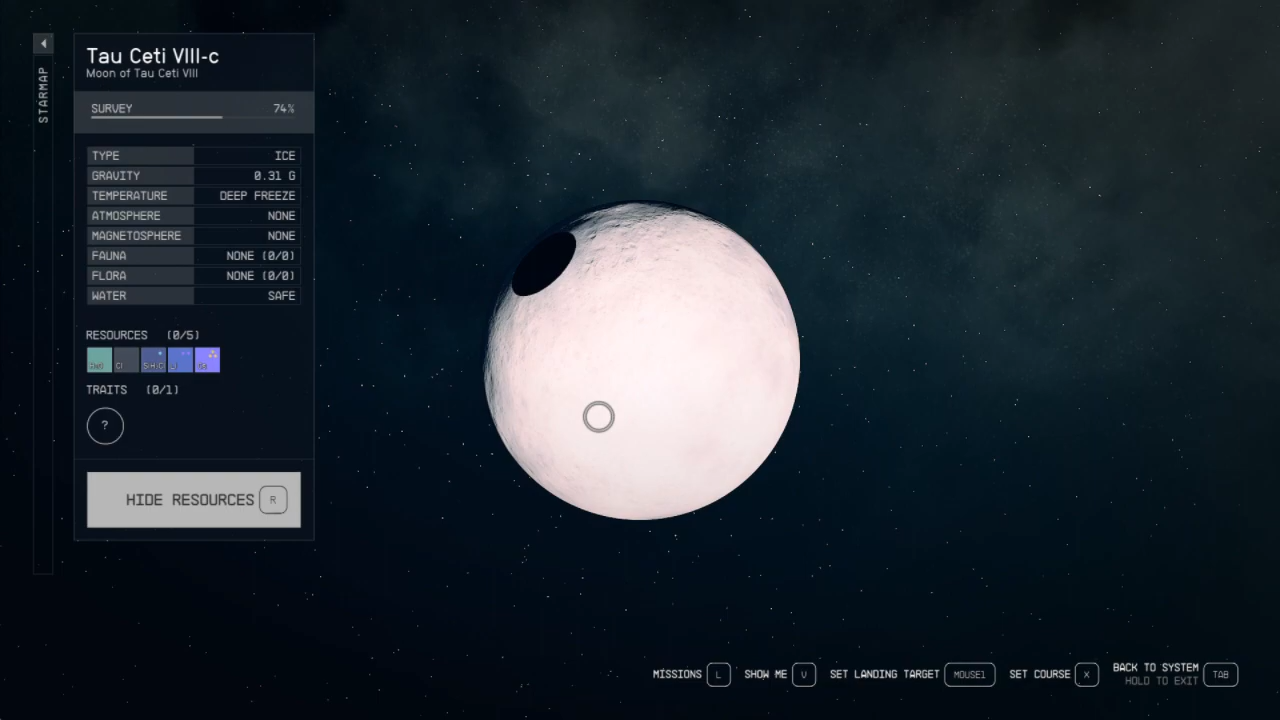 STARMAP
Tau Ceti VIII-c
Moon of Tau Ceti VIII
SURVEY 74%
TYPE ICE
GRAVITY 0.31 G
TEMPERATURE DEEP FREEZE
ATMOSPHERE NONE
MAGNETOSPHERE NONE
FAUNA NONE (0/0)
FLORA NONE (0/0)
WATER SAFE
RESOURCES (0/5)
TRAITS (0/1)
?
HIDE RESOURCES R
MISSIONS L SHOW ME V SET LANDING TARGET MOUSE1 SET COURSE X BACK TO SYSTEM TAB
HOLD TO EXIT